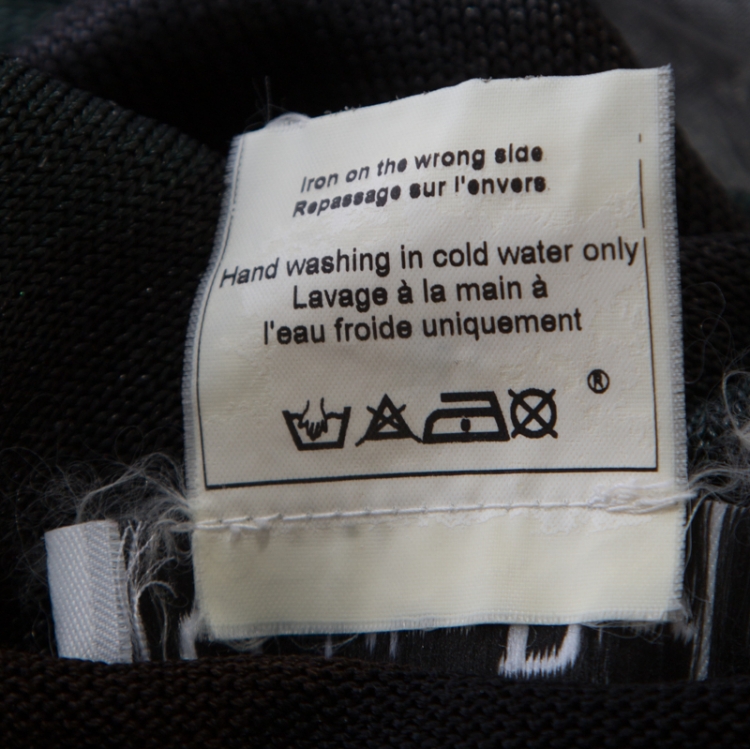 Iron on the wrong side
Repassage sur l'envers
Hand washing in cold water only
Lavage à la main à
l'eau froide uniquement
®